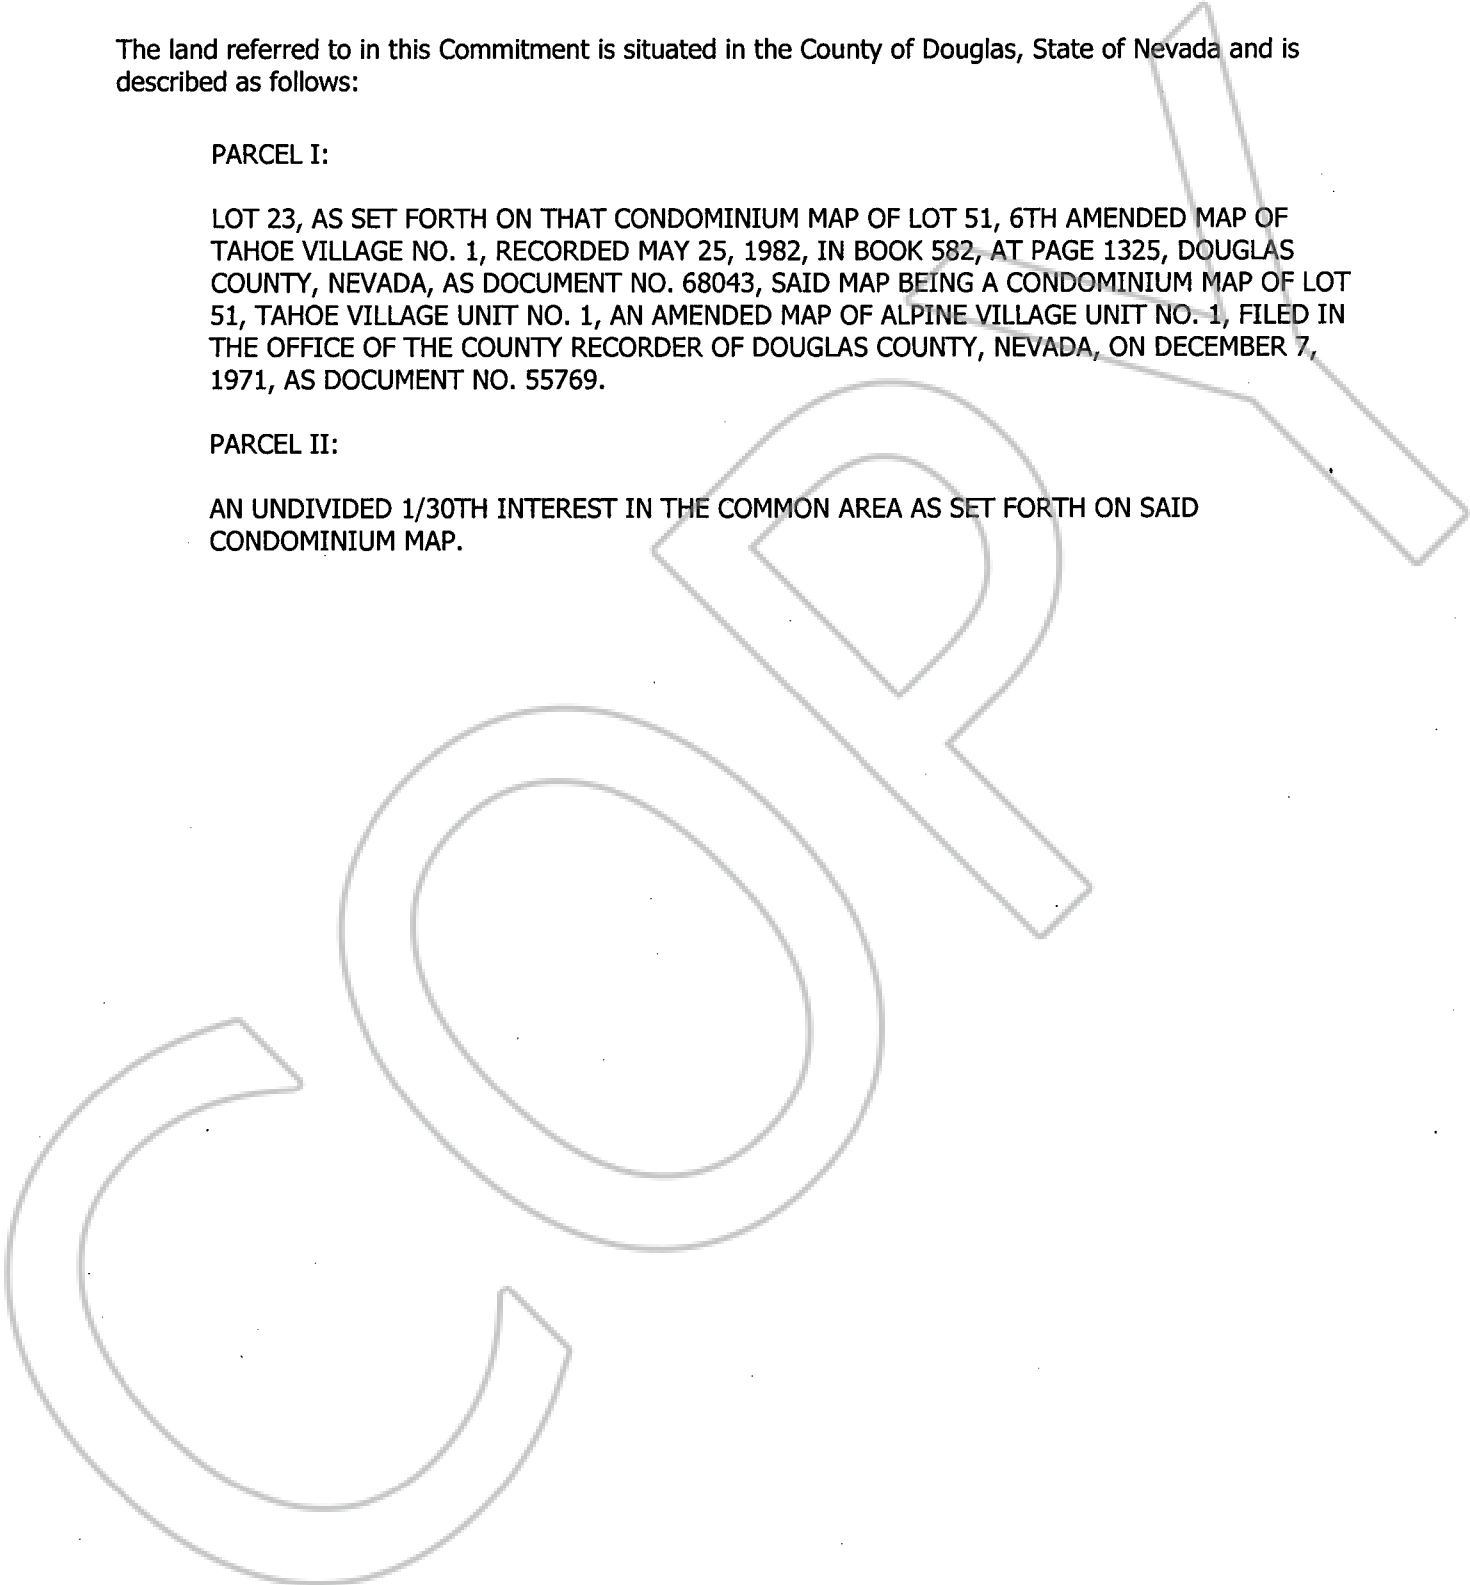 The land referred to in this Commitment is situated in the County of Douglas, State of Nevada and is
described as follows:
PARCEL I:
LOT 23, AS SET FORTH ON THAT CONDOMINIUM MAP OF LOT 51, 6TH AMENDED MAP OF
TAHOE VILLAGE NO. 1, RECORDED MAY 25, 1982, IN BOOK 582, AT PAGE 1325, DOUGLAS
COUNTY, NEVADA, AS DOCUMENT NO. 68043, SAID MAP BEING A CONDOMINIUM MAP OF LOT
51, TAHOE VILLAGE UNIT NO. 1, AN AMENDED MAP OF ALPINE VILLAGE UNIT NO. 1, FILED IN
THE OFFICE OF THE COUNTY RECORDER OF DOUGLAS COUNTY, NEVADA, ON DECEMBER 7,
1971, AS DOCUMENT NO. 55769.
PARCEL II:
AN UNDIVIDED 1/30TH INTEREST IN THE COMMON AREA AS SET FORTH ON SAID
CONDOMINIUM MAP.
COPY